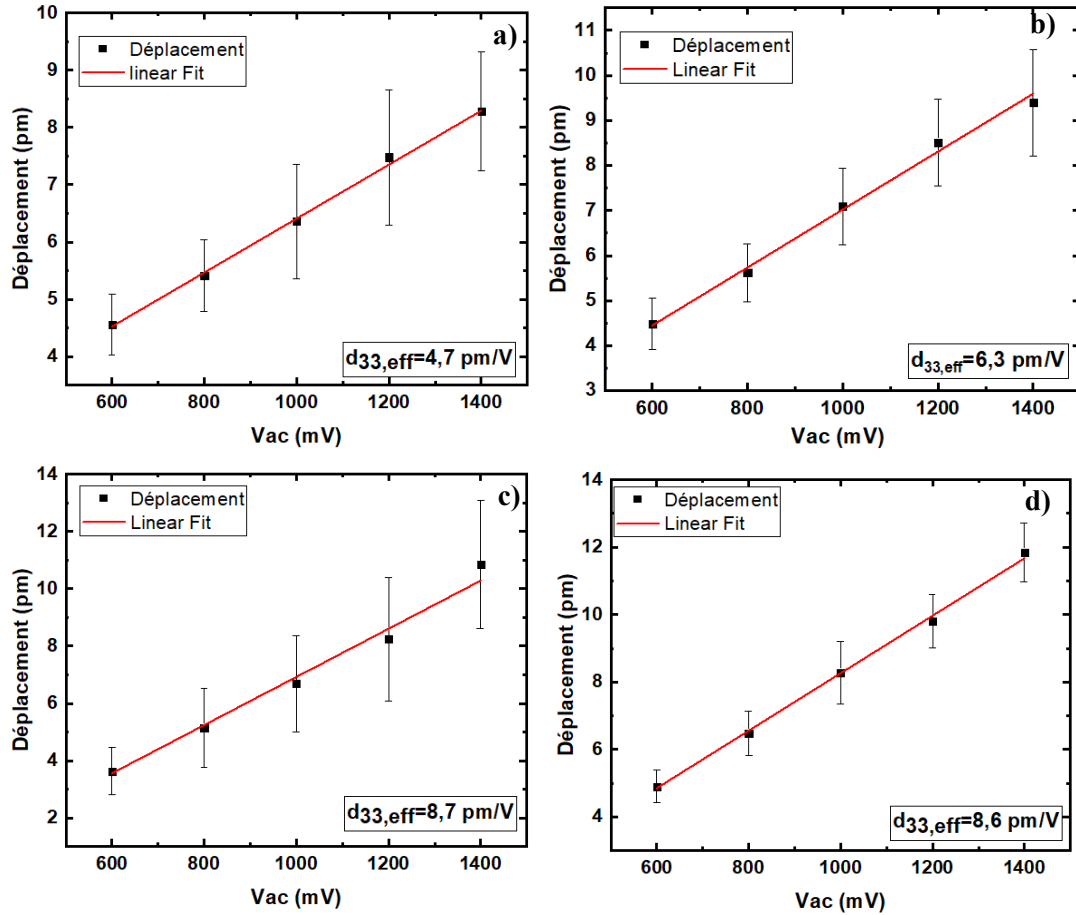 a)
Déplacement
linear Fit
Déplacement (pm)
10
9
8
7
6
5
4
d33,eff=4,7 pm/V
600 800 1000 1200 1400
Vac (mV)
b)
Déplacement
Linear Fit
Déplacement (pm)
11
10
9
8
7
6
5
4
3
d33,eff=6,3 pm/V
600 800 1000 1200 1400
Vac (mV)
c)
Déplacement
Linear Fit
Déplacement (pm)
14
12
10
8
6
4
2
d33,eff=8,7 pm/V
600 800 1000 1200 1400
Vac (mV)
d)
Déplacement
Linear Fit
Déplacement (pm)
14
12
10
8
6
4
d33,eff=8,6 pm/V
600 800 1000 1200 1400
Vac (mV)